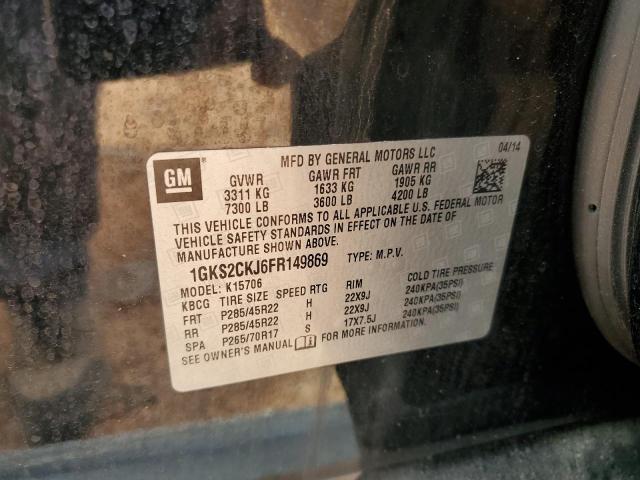 MFD BY GENERAL MOTORS LLC 04/14
GM GVWR GAWR FRT GAWR RR
3311 KG 1633 KG 1905 KG
7300 LB 3600 LB 4200 LB
THIS VEHICLE CONFORMS TO ALL APPLICABLE U.S. FEDERAL MOTOR
VEHICLE SAFETY STANDARDS IN EFFECT ON THE DATE OF
MANUFACTURE SHOWN ABOVE.
1GKS2CKJ6FR149869 TYPE: M.P.V.
MODEL: K15706
KBCG TIRE SIZE SPEED RTG RIM COLD TIRE PRESSURE
FRT P285/45R22 H 22X9J 240KPA(35PSI)
RR P285/45R22 H 22X9J 240KPA(35PSI)
SPA P265/70R17 S 17X7.5J 240KPA(35PSI)
SEE OWNER'S MANUAL FOR MORE INFORMATION.